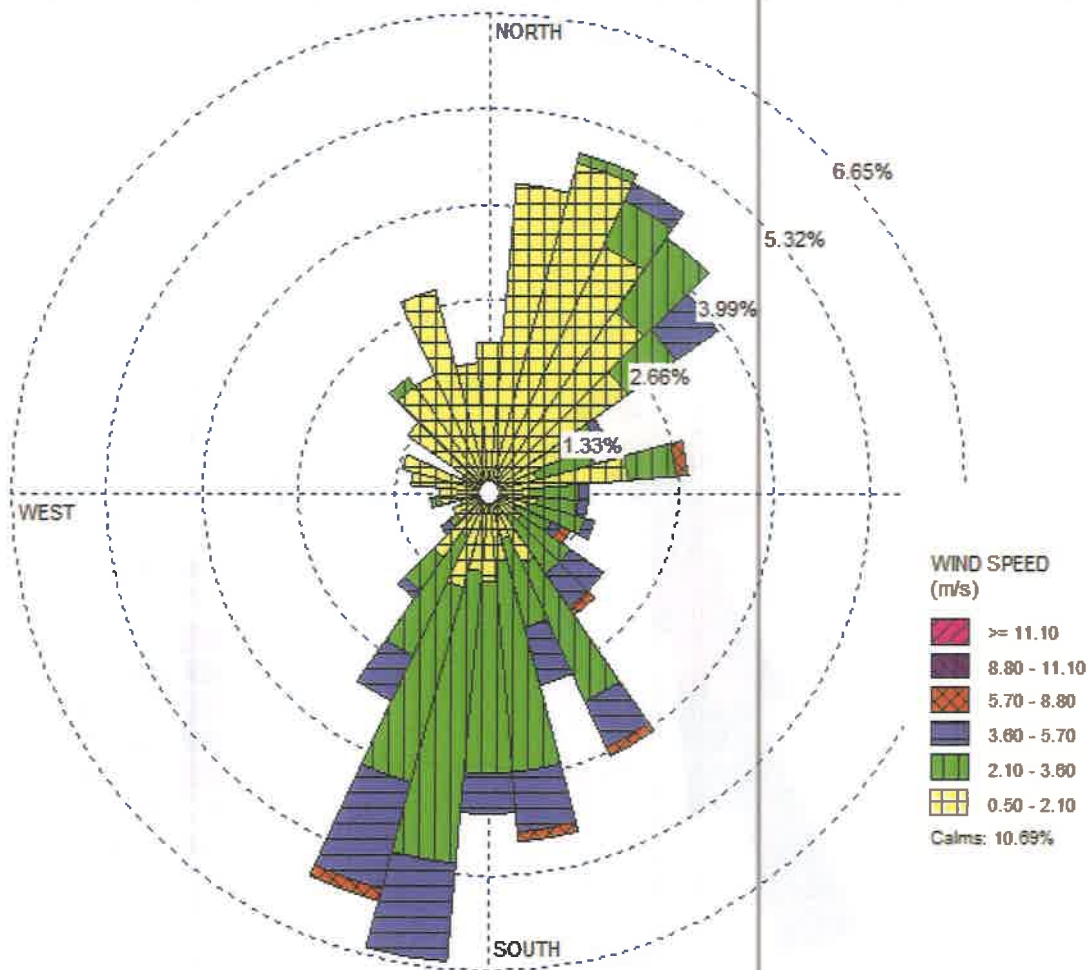 NORTH
6.65%
5.32%
3.99%
2.66%
1.33%
WEST
SOUTH
WIND SPEED
(m/s)
>= 11.10
8.80 - 11.10
5.70 - 8.80
3.60 - 5.70
2.10 - 3.60
0.50 - 2.10
Calms: 10.69%